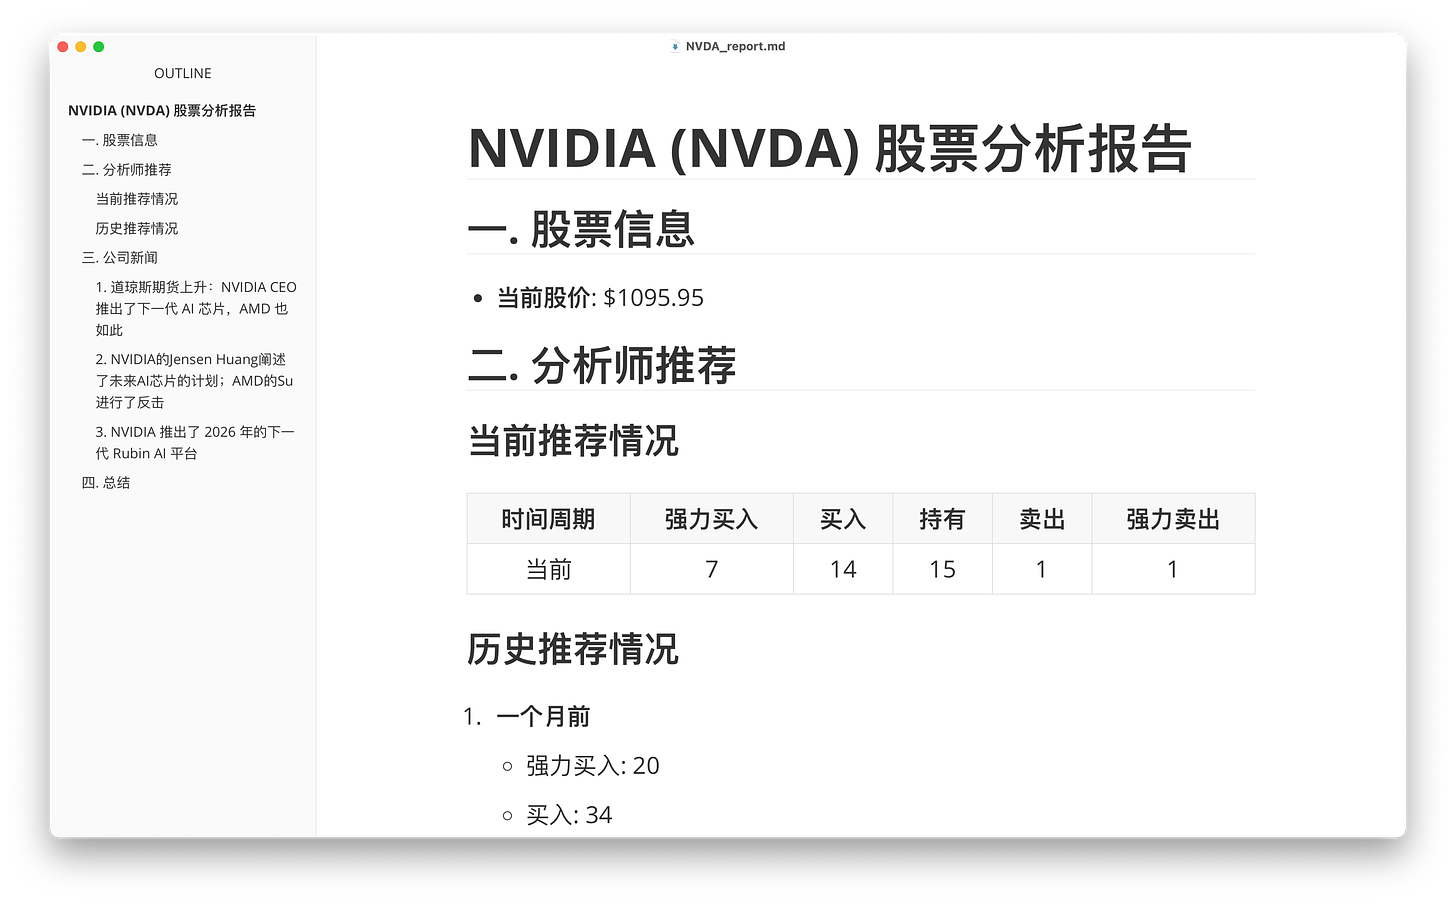 NVDA_report.md
OUTLINE
NVIDIA (NVDA) 股票分析报告
一. 股票信息
二. 分析师推荐
当前推荐情况
历史推荐情况
三. 公司新闻
1. 道琼斯期货上升：NVIDIA CEO
推出了下一代 AI 芯片，AMD 也
如此
2. NVIDIA的Jensen Huang阐述
了未来AI芯片的计划；AMD的Su
进行了反击
3. NVIDIA 推出了 2026 年的下一
代 Rubin AI 平台
四. 总结
NVIDIA (NVDA) 股票分析报告
一. 股票信息
• 当前股价: $1095.95
二. 分析师推荐
当前推荐情况
时间周期 强力买入 买入 持有 卖出 强力卖出
当前 7 14 15 1 1
历史推荐情况
1. 一个月前
○ 强力买入: 20
○ 买入: 34